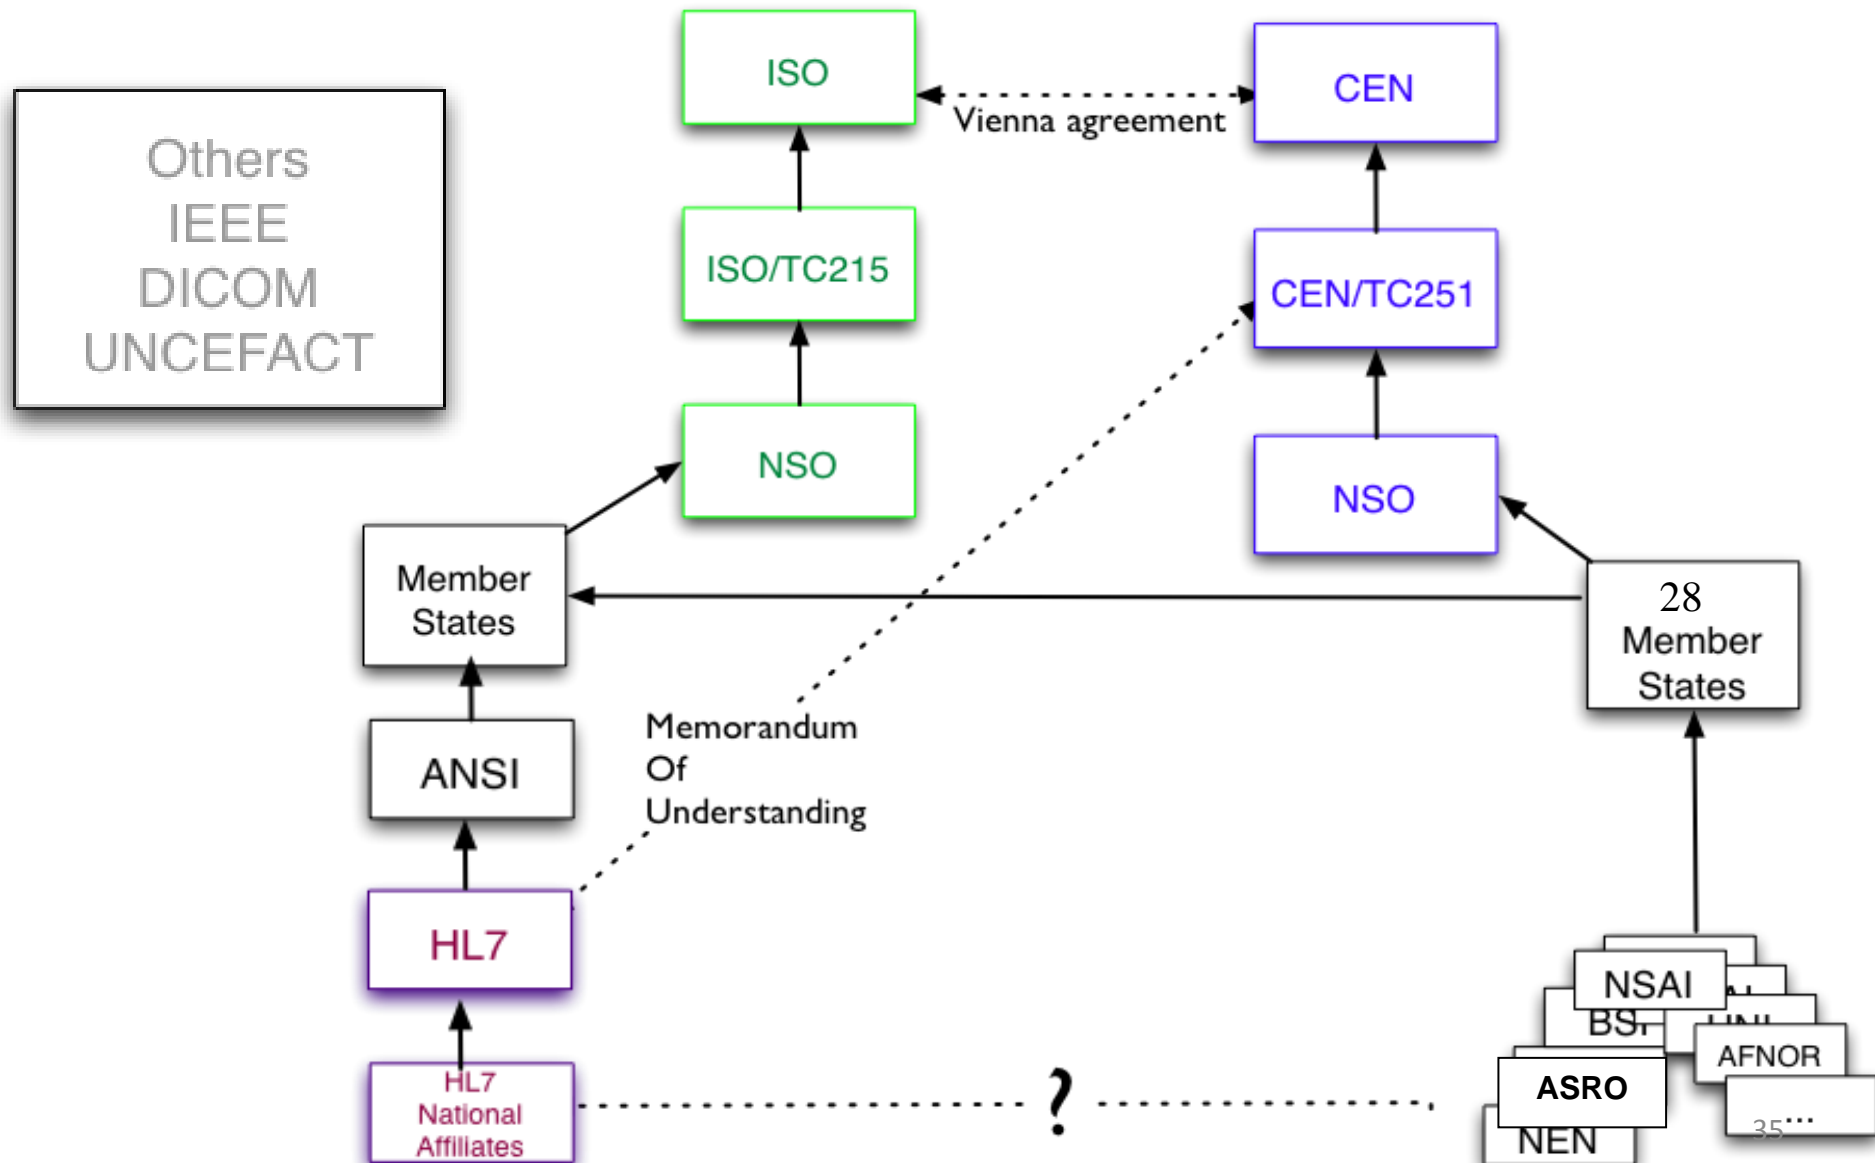 ISO
CEN
Vienna agreement
Others
IEEE
DICOM
UNCEFACT
ISO/TC215
CEN/TC251
NSO
NSO
Member
States
28
Member
States
Memorandum
Of
Understanding
ANSI
HL7
HL7
National
Affiliates
?
NSAI
AFNOR
ASRO
NEN
...
35